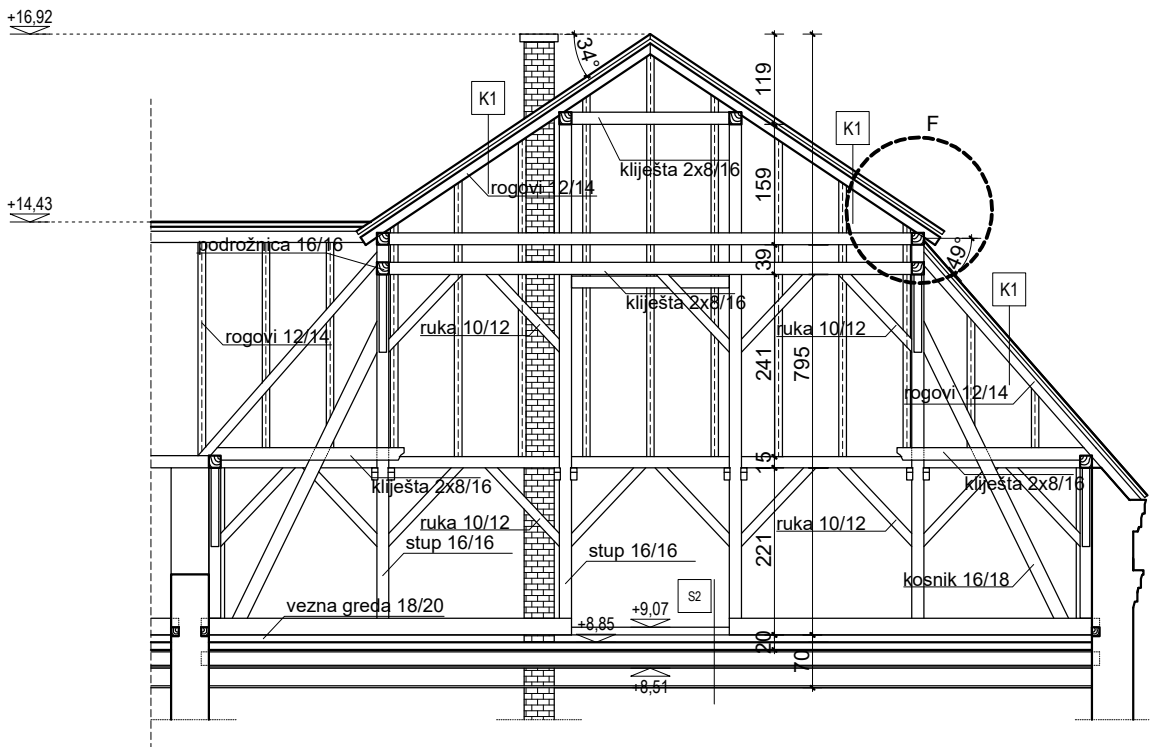 +16,92
34°
K1
119
K1
F
kliješta 2x8/16
rogovi 12/14
159
+14,43
podrožnica 16/16
39
49°
kliješta 2x8/16
K1
rogovi 12/14
ruka 10/12
ruka 10/12
241
795
rogovi 12/14
15
kliješta 2x8/16
kliješta 2x8/16
ruka 10/12
ruka 10/12
stup 16/16
stup 16/16
221
kosnik 16/18
S2
vezna greda 18/20
+9,07
+8,85
20
70
+8,51